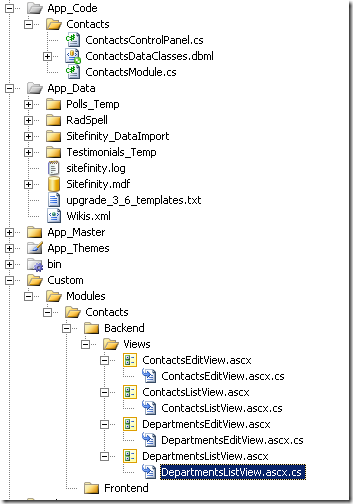 App_Code
Contacts
ContactsControlPanel.cs
ContactsDataClasses.dbml
ContactsModule.cs
App_Data
Polls_Temp
RadSpell
Sitefinity_DataImport
Testimonials_Temp
sitefinity.log
Sitefinity.mdf
upgrade_3_6_templates.txt
Wikis.xml
App_Master
App_Themes
bin
Custom
Modules
Contacts
Backend
Views
ContactsEditView.ascx
ContactsEditView.ascx.cs
ContactsListView.ascx
ContactsListView.ascx.cs
DepartmentsEditView.ascx
DepartmentsEditView.ascx.cs
DepartmentsListView.ascx
DepartmentsListView.ascx.cs
Frontend